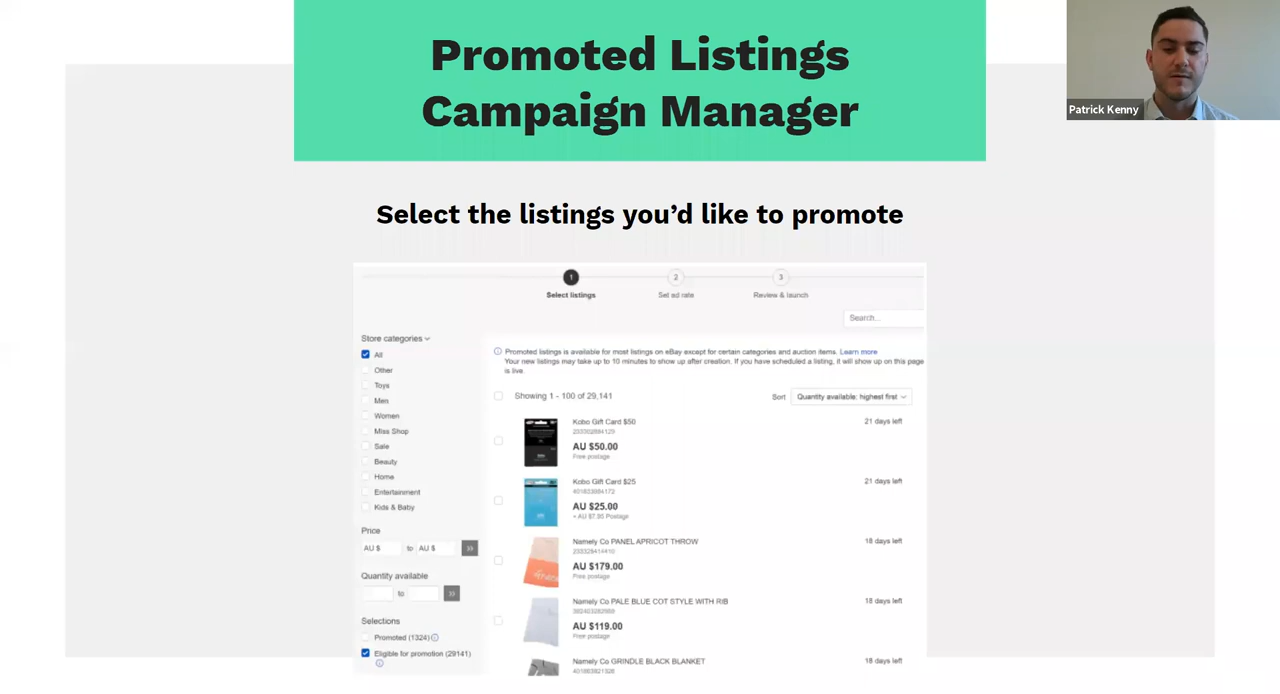 Promoted Listings
Campaign Manager
Patrick Kenny
Select the listings you'd like to promote
1
2
3
Select listings
Set ad rate
Review & launch
Search...
Store categories
All
Other
Toys
Men
Women
Miss Shop
Sale
Beauty
Home
Entertainment
Kids & Baby
Price
AU $ to AU $
Quantity available
to
Selections
Promoted (1324)
Eligible for promotion (29141)
Promoted listings is available for most listings on eBay except for certain categories and auction items. Learn more
Your new listings may take up to 10 minutes to show up after creation. If you have scheduled a listing, it will show up on this page
is live.
Showing 1 - 100 of 29,141
Sort Quantity available: highest first
Kobo Gift Card $50
21 days left
AU $50.00
Free postage
Kobo Gift Card $25
21 days left
AU $25.00
+ AU $7.95 Postage
Namely Co PANEL APRICOT THROW
18 days left
AU $179.00
Free postage
Namely Co PALE BLUE COT STYLE WITH RIB
18 days left
AU $119.00
Free postage
Namely Co GRINDLE BLACK BLANKET
18 days left